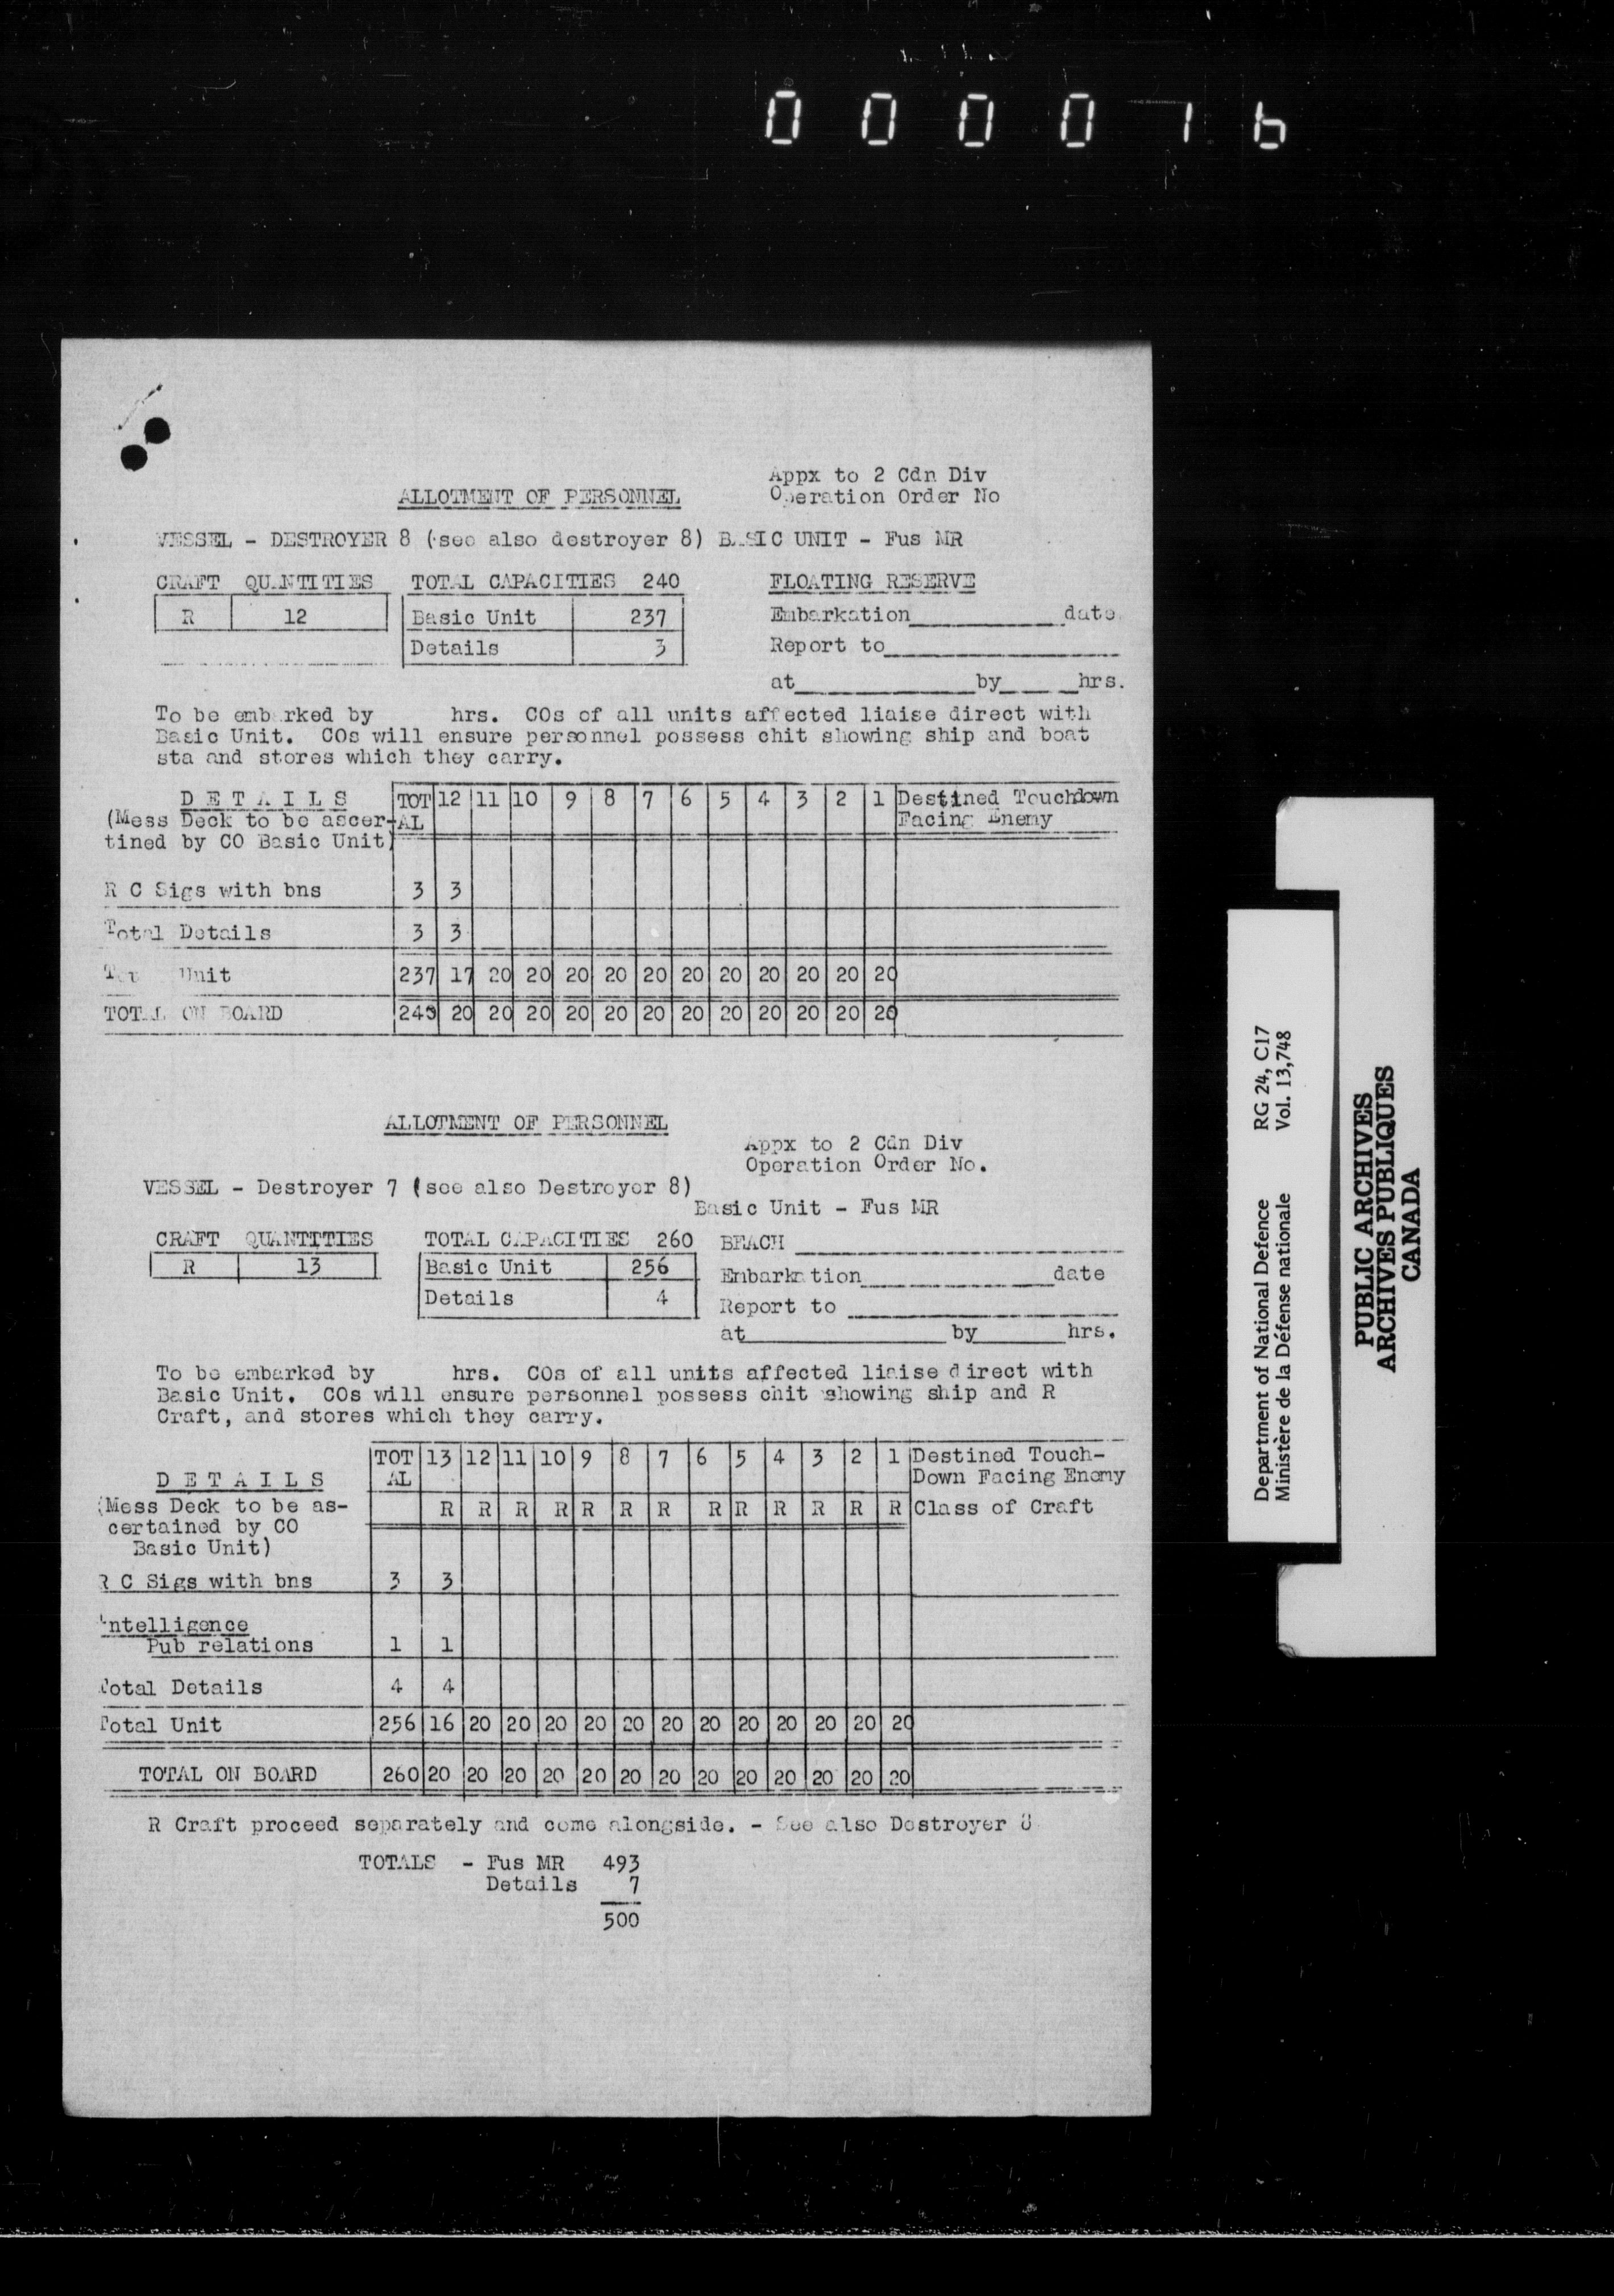 000016
Appx to 2 Cdn Div
ALLOTMENT OF PERSONNEL Operation Order No
VESSEL - DESTROYER 8 (see also destroyer 8) BASIC UNIT - Fus MR
CRAFT QUANTITIES TOTAL CAPACITIES 240 FLOATING RESERVE
R 12 Basic Unit 237 Embarkation date
Details 3 Report to
at by hrs.
To be embarked by hrs. COs of all units affected liaise direct with
Basic Unit. COs will ensure personnel possess chit showing ship and boat
sta and stores which they carry.
DETAILS TOT 12 11 10 9 8 7 6 5 4 3 2 1 Destined Touchdown
(Mess Deck to be ascer- AL Facing Enemy
tined by CO Basic Unit)
R C Sigs with bns 3 3
Total Details 3 3
Unit 237 17 20 20 20 20 20 20 20 20 20 20 20
TOTAL ON BOARD 240 20 20 20 20 20 20 20 20 20 20 20 20
ALLOTMENT OF PERSONNEL
Appx to 2 Cdn Div
Operation Order No.
VESSEL - Destroyer 7 (see also Destroyer 8)
Basic Unit - Fus MR
CRAFT QUANTITIES TOTAL CAPACITIES 260 BEACH
R 13 Basic Unit 256 Embarkation date
Details 4 Report to
at by hrs.
To be embarked by hrs. COs of all units affected liaise direct with
Basic Unit. COs will ensure personnel possess chit showing ship and R
Craft, and stores which they carry.
TOT 13 12 11 10 9 8 7 6 5 4 3 2 1 Destined Touch-
DETAILS AL Down Facing Enemy
(Mess Deck to be as- R R R R R R R R R R R R R Class of Craft
certained by CO
Basic Unit)
R C Sigs with bns 3 3
Intelligence
Pub relations 1 1
Total Details 4 4
Total Unit 256 16 20 20 20 20 20 20 20 20 20 20 20 20
TOTAL ON BOARD 260 20 20 20 20 20 20 20 20 20 20 20 20 20
R Craft proceed separately and come alongside. - See also Destroyer 8
TOTALS - Fus MR 493
Details 7
500
Department of National Defence RG 24, C17
Ministère de la Défense nationale Vol. 13,748
PUBLIC ARCHIVES
ARCHIVES PUBLIQUES
CANADA